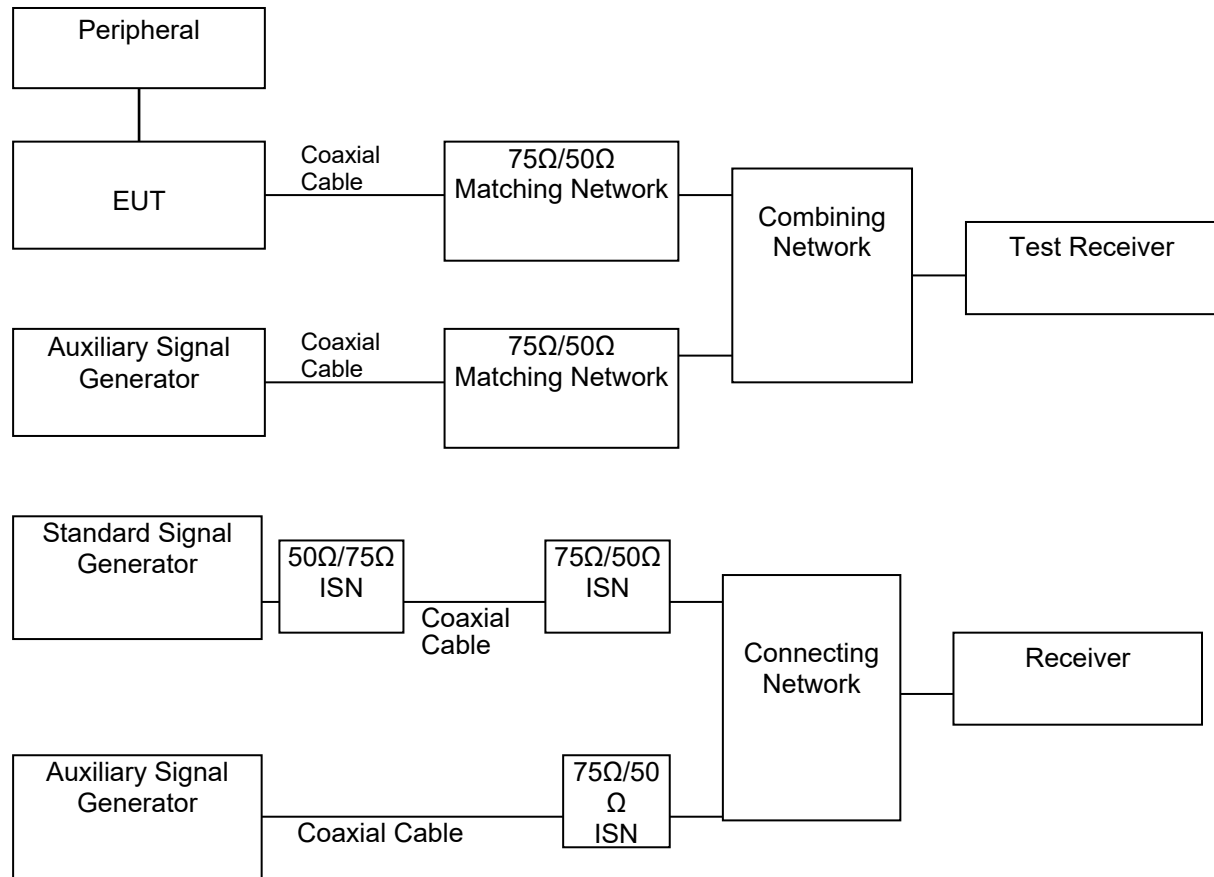 Peripheral
EUT
Coaxial
Cable
75Ω/50Ω
Matching Network
Combining
Network
Test Receiver
Auxiliary Signal
Generator
Coaxial
Cable
75Ω/50Ω
Matching Network
Standard Signal
Generator
50Ω/75Ω
ISN
Coaxial
Cable
75Ω/50Ω
ISN
Connecting
Network
Receiver
Auxiliary Signal
Generator
Coaxial Cable
75Ω/50
Ω
ISN